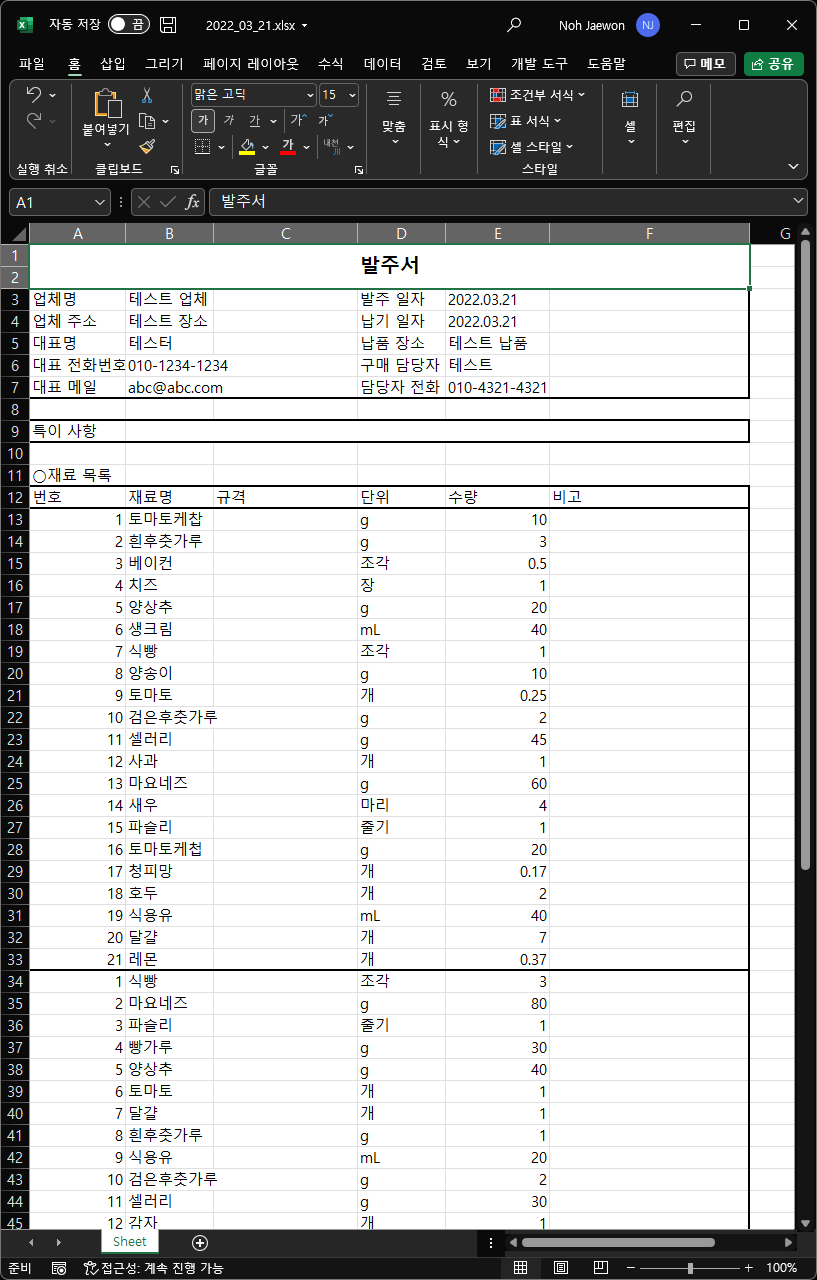 자동 저장 끔 2022_03_21.xlsx Noh Jaewon NJ
파일 홈 삽입 그리기 페이지 레이아웃 수식 데이터 검토 보기 개발 도구 도움말 메모 공유
붙여넣기 맑은 고딕 15 가 가 가 가 가 가 내천 맞춤 % 표시 형식 조건부 서식 표 서식 셀 스타일 셀 편집
실행 취소 클립보드 글꼴 스타일
A1 fx 발주서
A B C D E F G
1 발주서
2
3 업체명 테스트 업체 발주 일자 2022.03.21
4 업체 주소 테스트 장소 납기 일자 2022.03.21
5 대표명 테스터 납품 장소 테스트 납품
6 대표 전화번호 010-1234-1234 구매 담당자 테스트
7 대표 메일 abc@abc.com 담당자 전화 010-4321-4321
8
9 특이 사항
10
11 ○재료 목록
12 번호 재료명 규격 단위 수량 비고
13 1 토마토케찹 g 10
14 2 흰후춧가루 g 3
15 3 베이컨 조각 0.5
16 4 치즈 장 1
17 5 양상추 g 20
18 6 생크림 mL 40
19 7 식빵 조각 1
20 8 양송이 g 10
21 9 토마토 개 0.25
22 10 검은후춧가루 g 2
23 11 셀러리 g 45
24 12 사과 개 1
25 13 마요네즈 g 60
26 14 새우 마리 4
27 15 파슬리 줄기 1
28 16 토마토케첩 g 20
29 17 청피망 개 0.17
30 18 호두 개 2
31 19 식용유 mL 40
32 20 달걀 개 7
33 21 레몬 개 0.37
34 1 식빵 조각 3
35 2 마요네즈 g 80
36 3 파슬리 줄기 1
37 4 빵가루 g 30
38 5 양상추 g 40
39 6 토마토 개 1
40 7 달걀 개 1
41 8 흰후춧가루 g 1
42 9 식용유 mL 20
43 10 검은후춧가루 g 2
44 11 셀러리 g 30
45 12 감자 개 1
Sheet
준비 접근성: 계속 진행 가능 100%